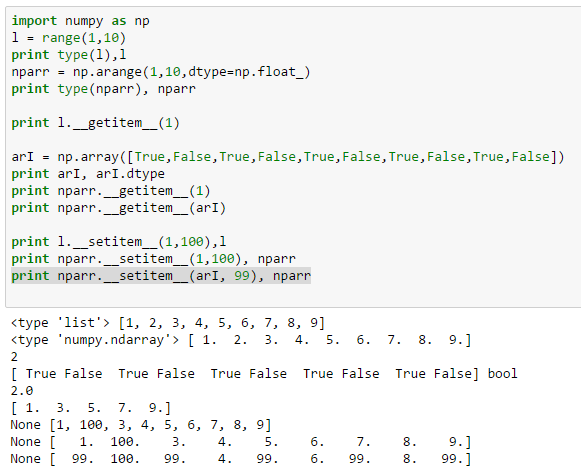 import numpy as np
l = range(1,10)
print type(l),l
nparr = np.arange(1,10,dtype=np.float_)
print type(nparr), nparr
print l.__getitem__(1)
arI = np.array([True,False,True,False,True,False,True,False,True,False])
print arI, arI.dtype
print nparr.__getitem__(1)
print nparr.__getitem__(arI)
print l.__setitem__(1,100),l
print nparr.__setitem__(1,100), nparr
print nparr.__setitem__(arI, 99), nparr
<type 'list'> [1, 2, 3, 4, 5, 6, 7, 8, 9]
<type 'numpy.ndarray'> [ 1.  2.  3.  4.  5.  6.  7.  8.  9.]
2
[ True False  True False  True False  True False  True False] bool
2.0
[ 1.  3.  5.  7.  9.]
None [1, 100, 3, 4, 5, 6, 7, 8, 9]
None [   1.  100.    3.    4.    5.    6.    7.    8.    9.]
None [  99.  100.   99.    4.   99.    6.   99.    8.   99.]